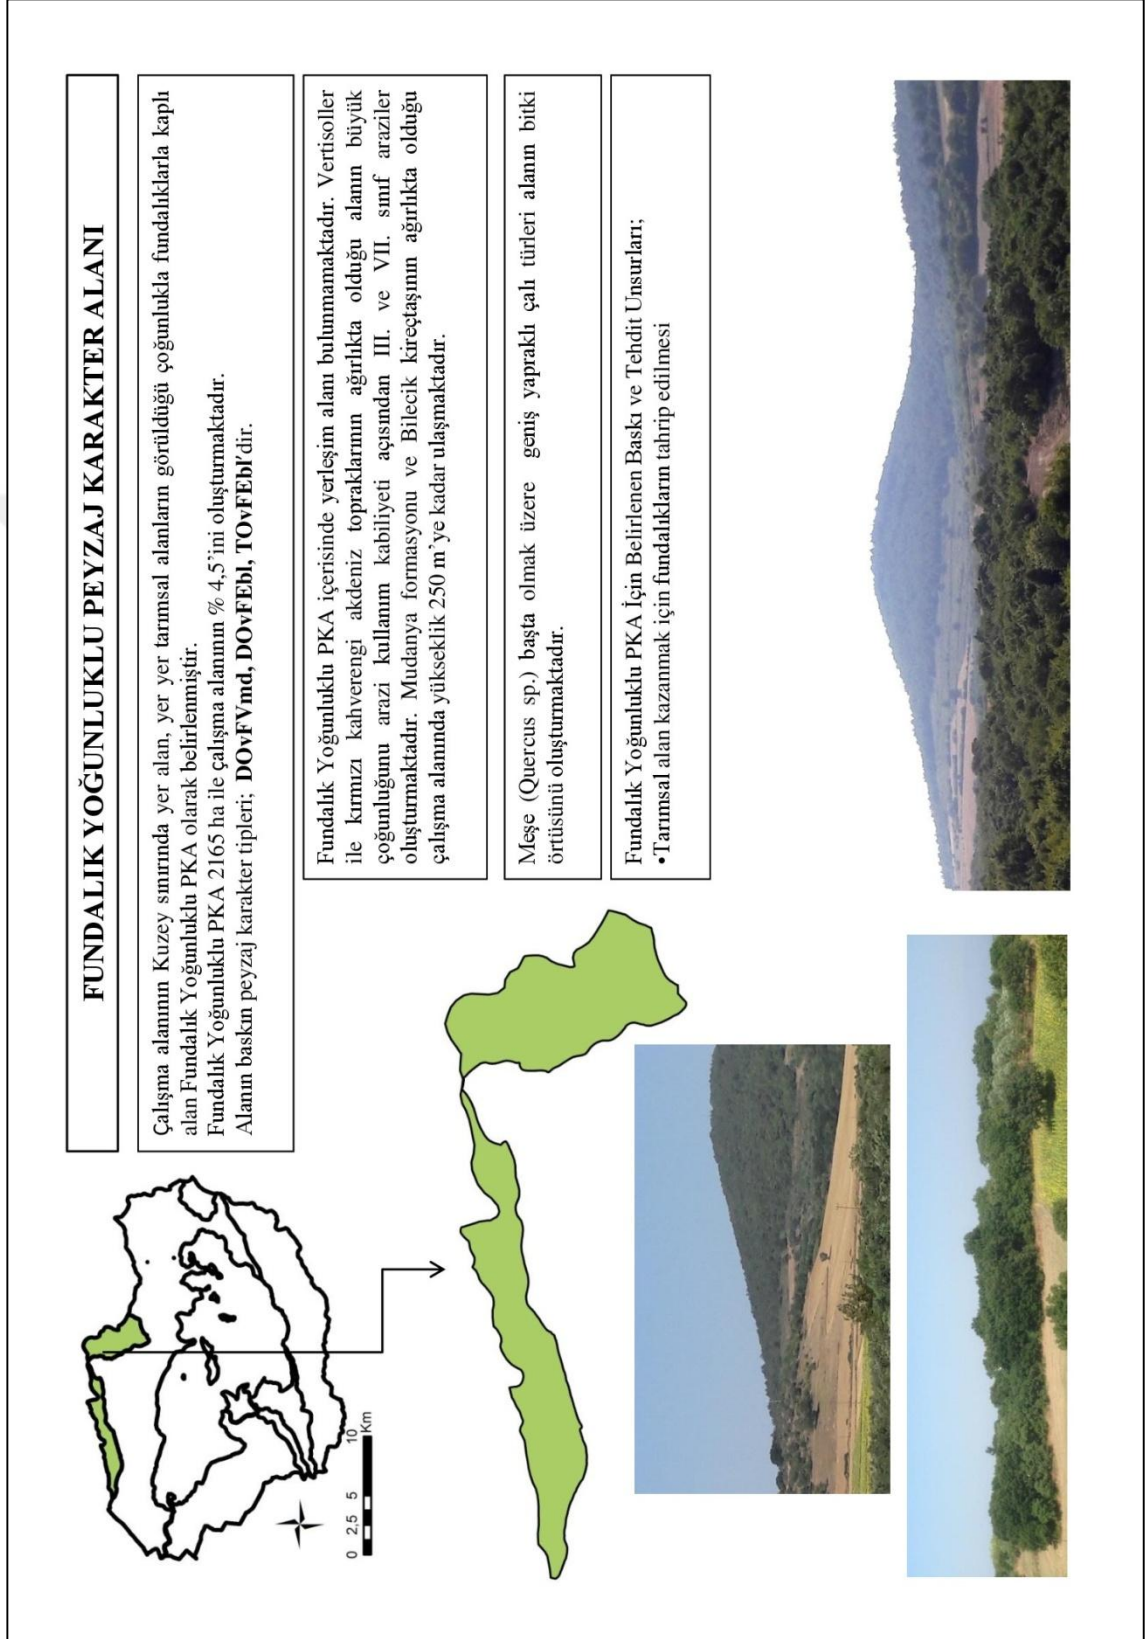 FUNDALIK YOĞUNLUKLU PEYZAJ KARAKTER ALANI
Çalışma alanının Kuzey sınırında yer alan, yer yer tarımsal alanların görüldüğü çoğunlukla fundalıklarla kaplı
alan Fundalık Yoğunluklu PKA olarak belirlenmiştir.
Fundalık Yoğunluklu PKA 2165 ha ile çalışma alanının % 4,5'ini oluşturmaktadır.
Alanın baskın peyzaj karakter tipleri; DOvFVmd, DOvFEbl, TOvFEbl'dir.
Fundalık Yoğunluklu PKA içerisinde yerleşim alanı bulunmamaktadır. Vertisoller
ile kırmızı kahverengi akdeniz topraklarının ağırlıkta olduğu alanın büyük
çoğunluğunu arazi kullanım kabiliyeti açısından III. ve VII. sınıf araziler
oluşturmaktadır. Mudanya formasyonu ve Bilecik kireçtaşının ağırlıkta olduğu
çalışma alanında yükseklik 250 m'ye kadar ulaşmaktadır.
Meşe (Quercus sp.) başta olmak üzere geniş yapraklı çalı türleri alanın bitki
örtüsünü oluşturmaktadır.
Fundalık Yoğunluklu PKA İçin Belirlenen Baskı ve Tehdit Unsurları;
•Tarımsal alan kazanmak için fundalıkların tahrip edilmesi
0 2,5 5 10
Km